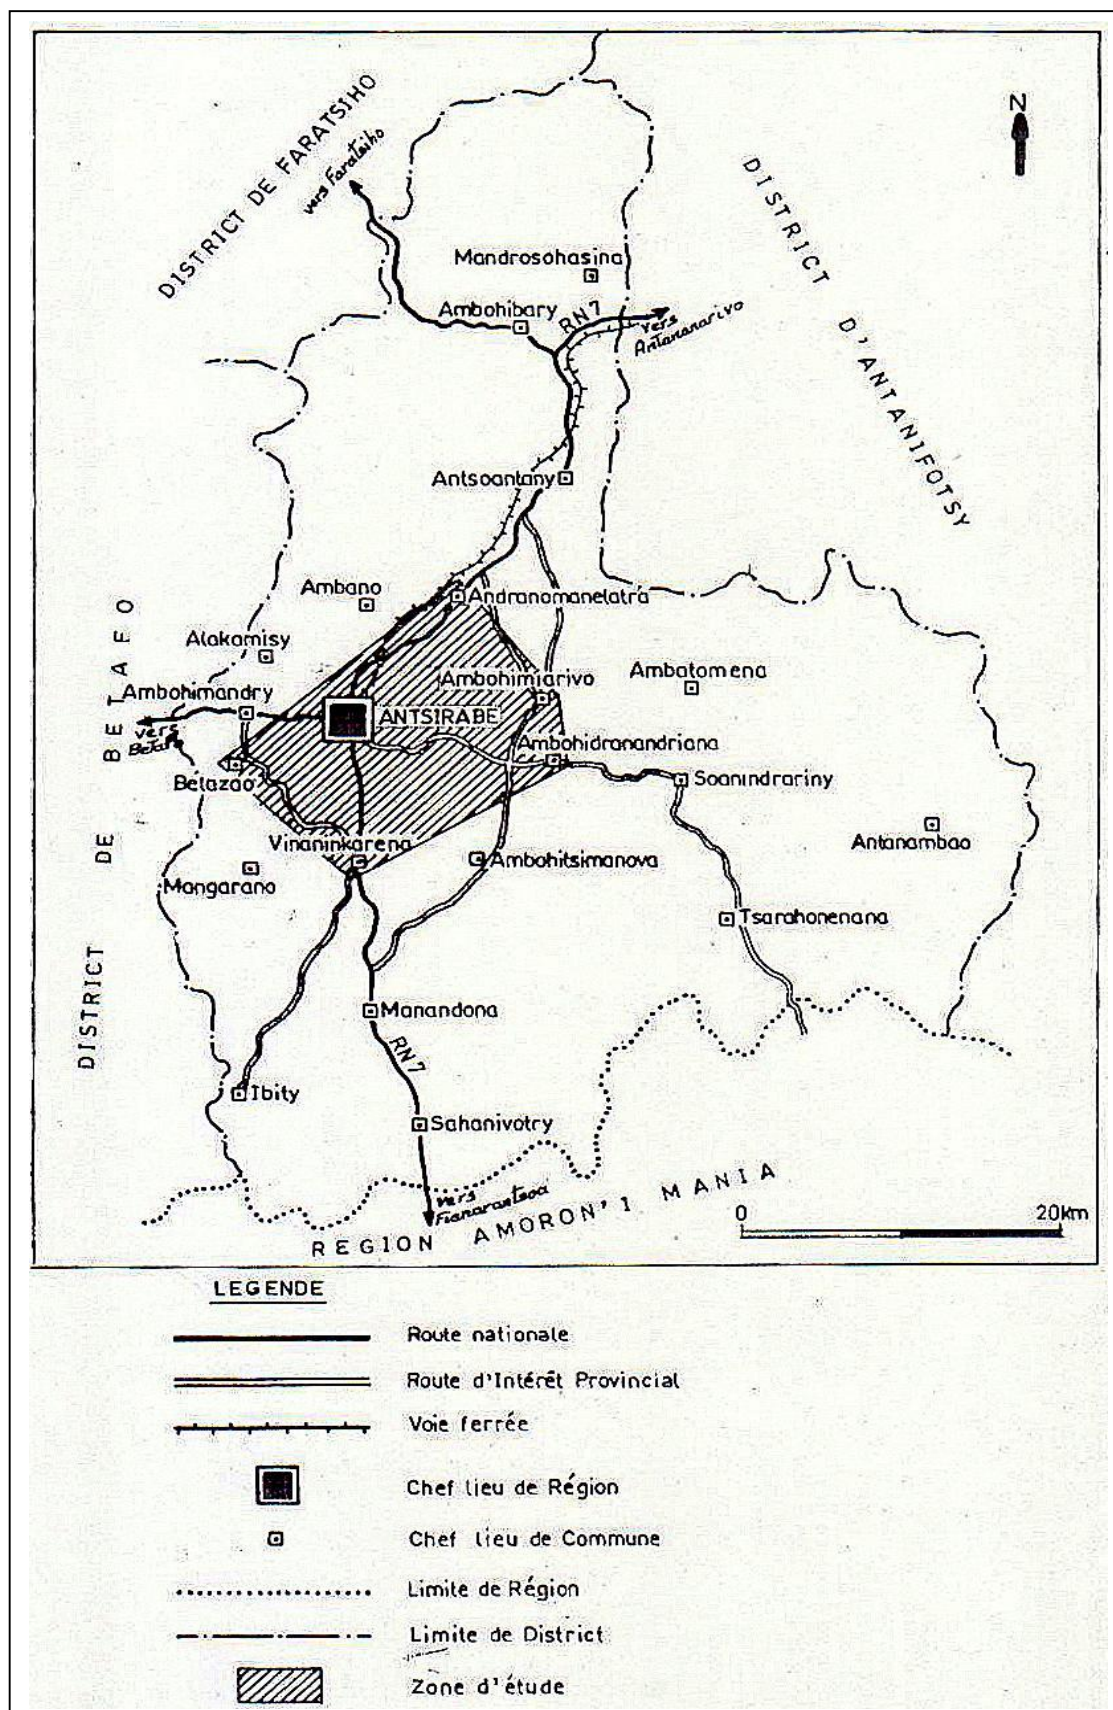 N
DISTRICT DE FARATSIHO
vers Faratsiho
DISTRICT D'ANTANIFOTSY
Mandrosohasina
Ambohibary
RN7
vers
Antananarivo
Antsoantany
Ambano
Andranomanelatra
Alakamisy
Ambohimiarivo
Ambatomena
Ambohimandry
ANTSIRABE
vers
Betafo
Ambohidranandriana
Belazao
Soanindrariny
Vinaninkarena
Antanambao
Mangarano
Ambohitsimanova
Tsarahonenana
DISTRICT DE BETAFO
Manandona
RN7
Ibity
Sahanivotry
vers
Fianarantsoa
REGION AMORON'I MANIA
0 20km
LEGENDE
Route nationale
Route d'Intérêt Provincial
Voie ferrée
Chef lieu de Région
Chef lieu de Commune
Limite de Région
Limite de District
Zone d'étude